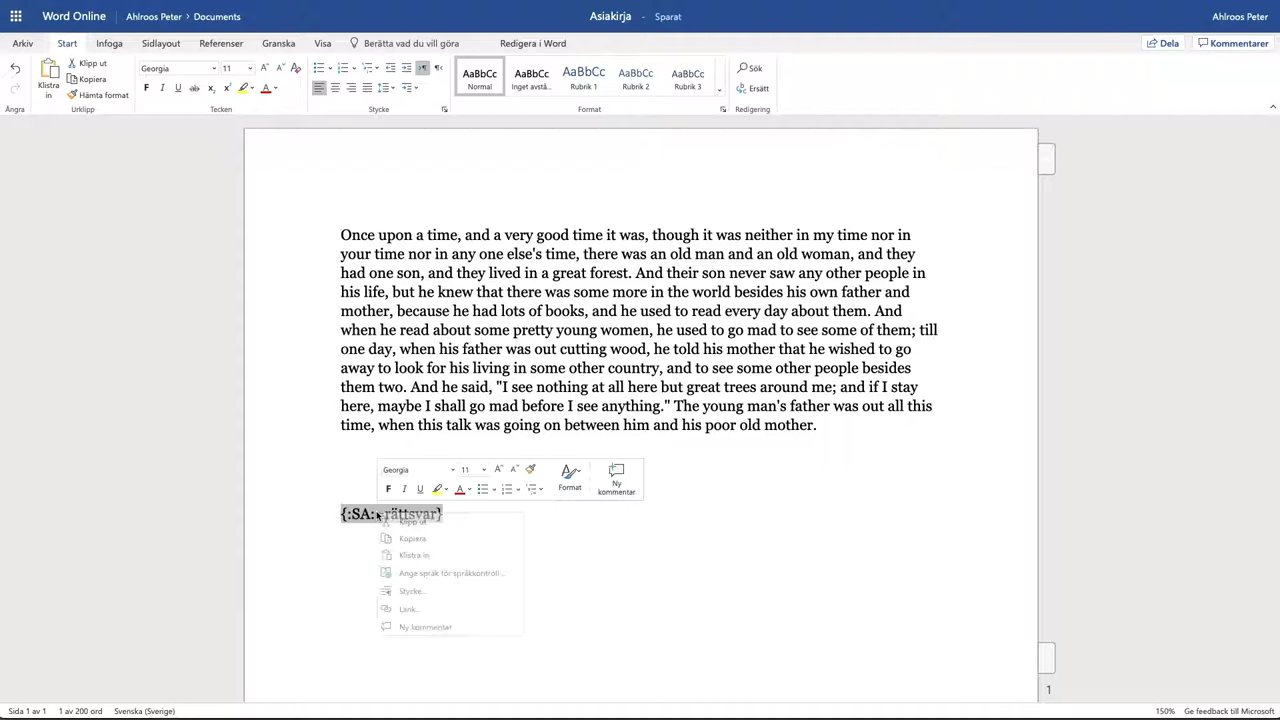 Word Online Ahlroos Peter > Documents Asiakirja - Sparat Ahlroos Peter
Arkiv Start Infoga Sidlayout Referenser Granska Visa Berätta vad du vill göra Redigera i Word Dela Kommentarer
Klistra in Klipp ut Kopiera Hämta format
Georgia 11
F K U
AaBbCc Normal AaBbCc Inget avstå... AaBbCc Rubrik 1 AaBbCc Rubrik 2 AaBbCc Rubrik 3
Sök
Ersätt
Ångra Urklipp Tecken Stycke Format Redigering
Once upon a time, and a very good time it was, though it was neither in my time nor in
your time nor in any one else's time, there was an old man and an old woman, and they
had one son, and they lived in a great forest. And their son never saw any other people in
his life, but he knew that there was some more in the world besides his own father and
mother, because he had lots of books, and he used to read every day about them. And
when he read about some pretty young women, he used to go mad to see some of them; till
one day, when his father was out cutting wood, he told his mother that he wished to go
away to look for his living in some other country, and to see some other people besides
them two. And he said, "I see nothing at all here but great trees around me; and if I stay
here, maybe I shall go mad before I see anything." The young man's father was out all this
time, when this talk was going on between him and his poor old mother.
Georgia 11
F K U Format Ny kommentar
{:SA: rättsvar}
Klipp ut
Kopiera
Klistra in
Ange språk för språkkontroll...
Stycke...
Länk...
Ny kommentar
1
Sida 1 av 1 1 av 200 ord Svenska (Sverige) 150% Ge feedback till Microsoft